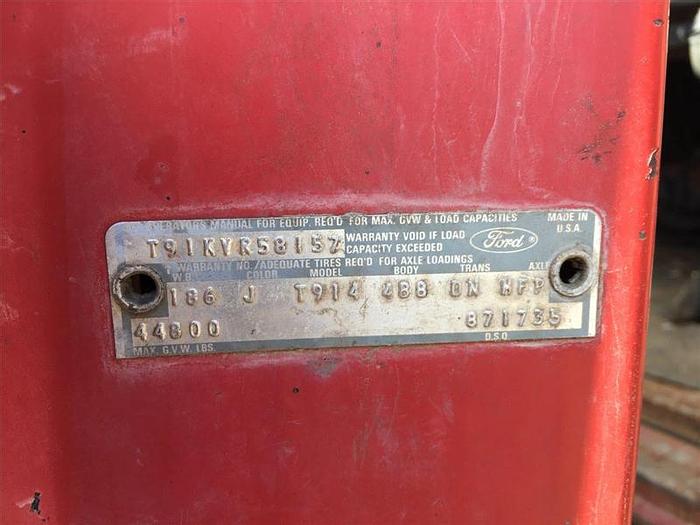 OPERATORS MANUAL FOR EQUIP. REQ'D FOR MAX. GVW & LOAD CAPACITIES
MADE IN U.S.A.
T91KVR58157
WARRANTY VOID IF LOAD CAPACITY EXCEEDED
Ford
WARRANTY NO./ADEQUATE TIRES REQ'D FOR AXLE LOADINGS
W.B. COLOR MODEL BODY TRANS AXLE
186 J T914 4B8 DN HFP
44800 871735
MAX. G.V.W. LBS. D.S.O.